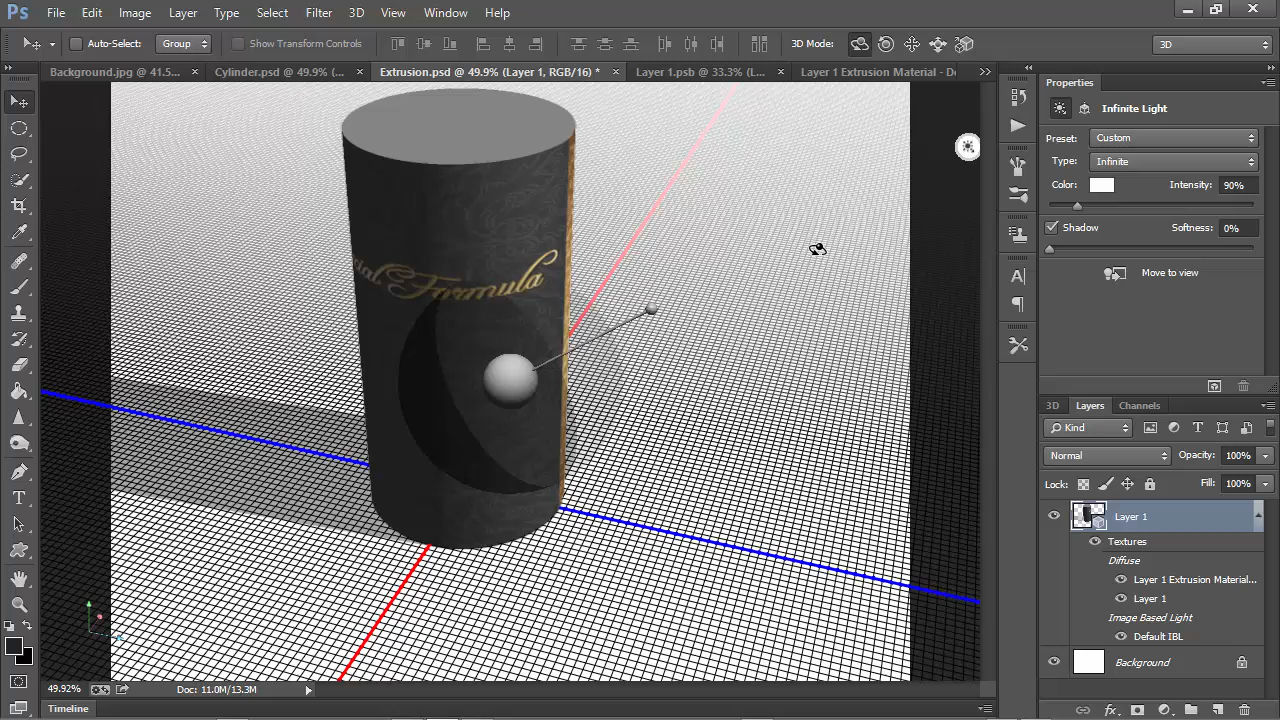 Ps File Edit Image Layer Type Select Filter 3D View Window Help
Auto-Select: Group Show Transform Controls 3D Mode: 3D
Background.jpg @ 41.5... × Cylinder.psd @ 49.9% (... × Extrusion.psd @ 49.9% (Layer 1, RGB/16) * × Layer 1.psb @ 33.3% (L... × Layer 1 Extrusion Material - De
Properties
Infinite Light
Preset: Custom
Type: Infinite
Color: Intensity: 90%
Shadow Softness: 0%
Move to view
Formula
3D Layers Channels
Kind
Normal Opacity: 100%
Lock: Fill: 100%
Layer 1
Textures
Diffuse
Layer 1 Extrusion Material...
Layer 1
Image Based Light
Default IBL
Background
49.92% Doc: 11.0M/13.3M
Timeline